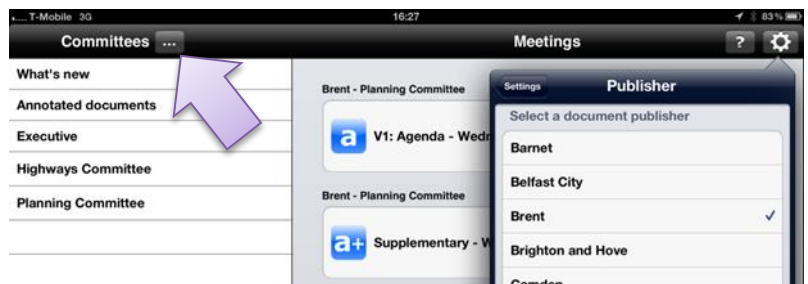 T-Mobile 3G 16:27 83%
Committees ... Meetings ?
What's new
Annotated documents
Executive
Highways Committee
Planning Committee
Brent - Planning Committee
a V1: Agenda - Wedn
Brent - Planning Committee
a+ Supplementary - W
Settings Publisher
Select a document publisher
Barnet
Belfast City
Brent
Brighton and Hove
Camden